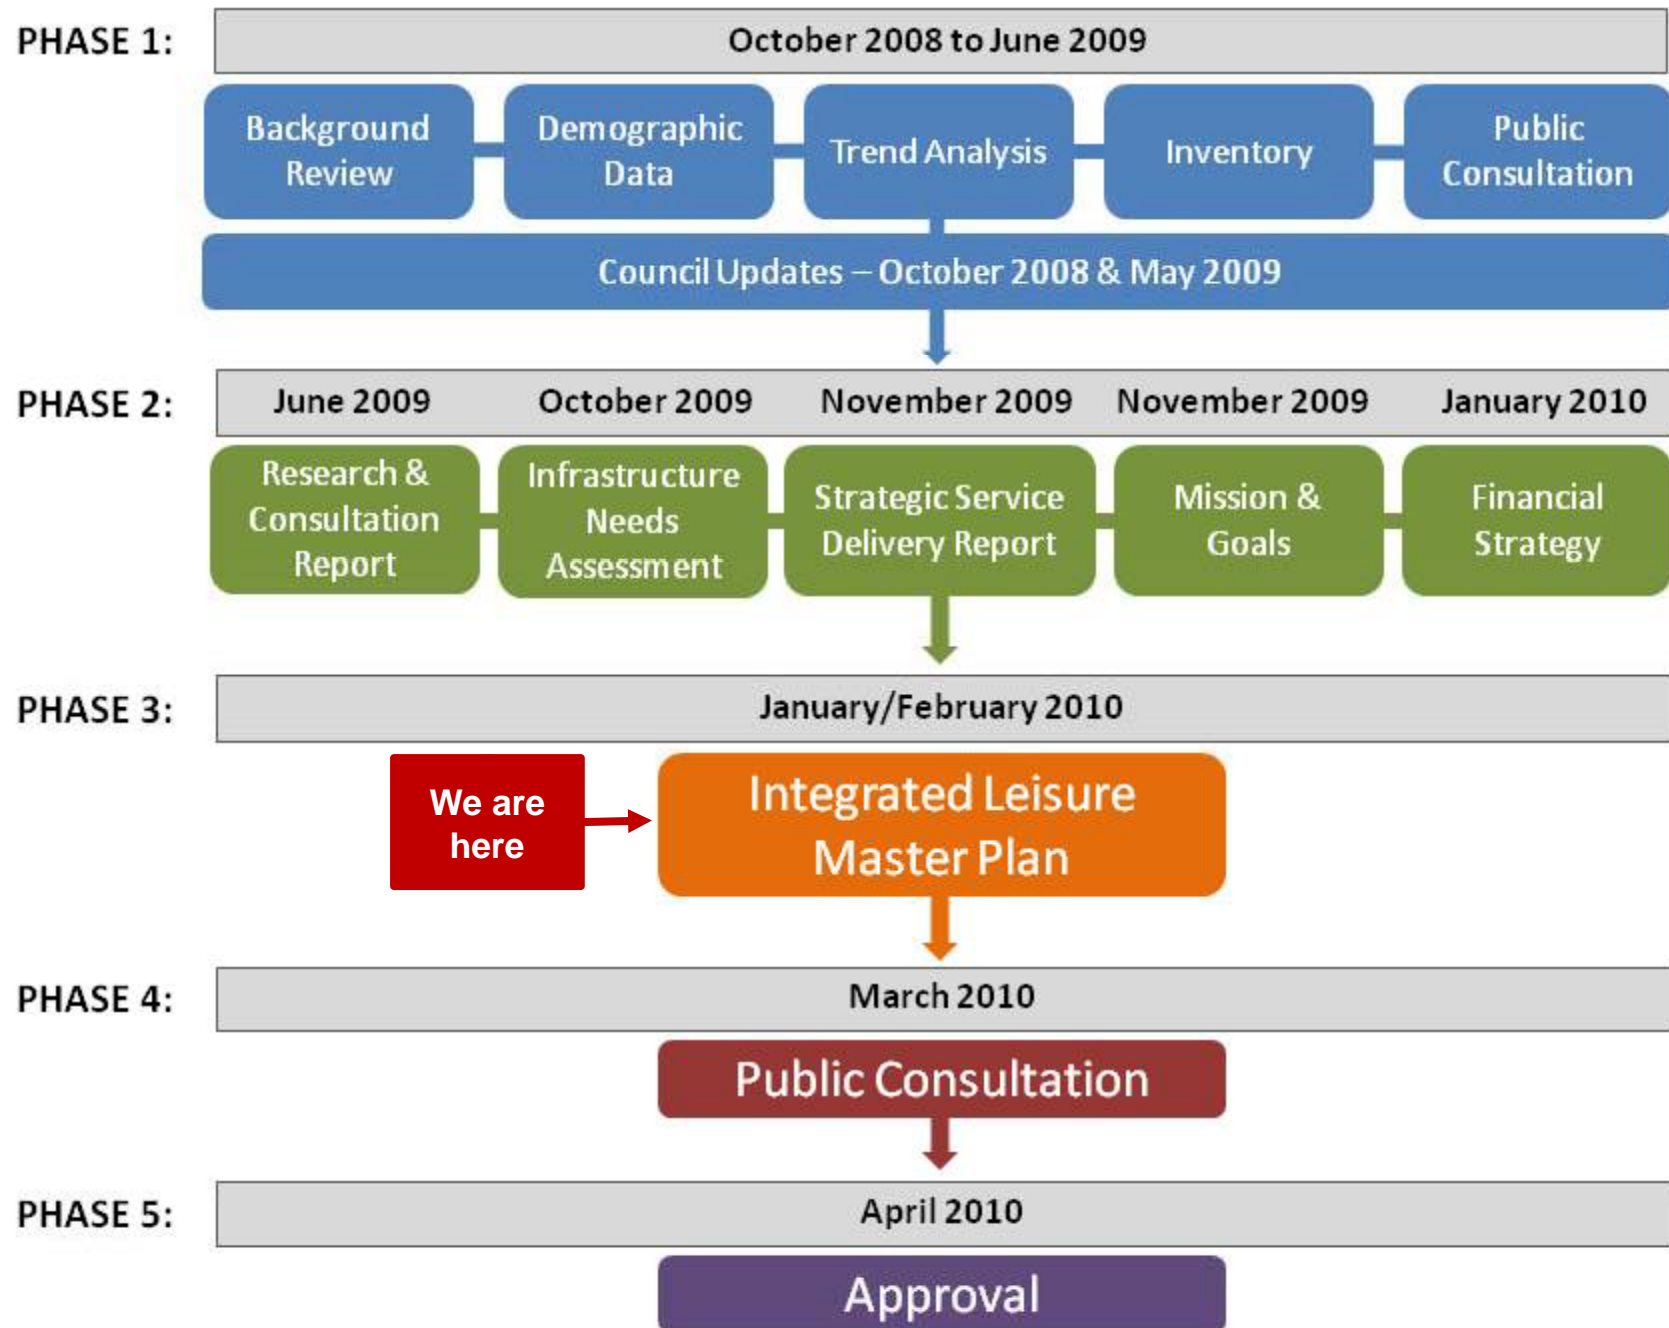 PHASE 1:
October 2008 to June 2009
Background
Review
Demographic
Data
Trend Analysis
Inventory
Public
Consultation
Council Updates – October 2008 & May 2009
PHASE 2:
June 2009
October 2009
November 2009
November 2009
January 2010
Research &
Consultation
Report
Infrastructure
Needs
Assessment
Strategic Service
Delivery Report
Mission &
Goals
Financial
Strategy
PHASE 3:
January/February 2010
We are
here
Integrated Leisure
Master Plan
PHASE 4:
March 2010
Public Consultation
PHASE 5:
April 2010
Approval